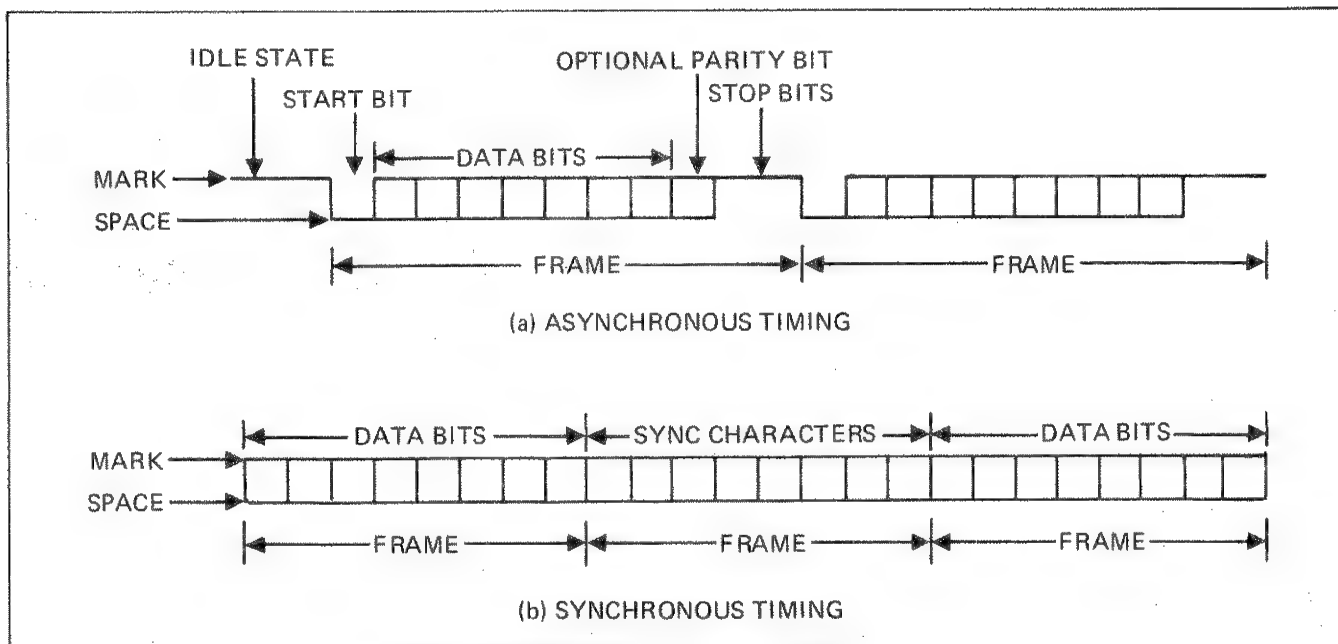 IDLE STATE
OPTIONAL PARITY BIT
START BIT
STOP BITS
DATA BITS
MARK
SPACE
FRAME
FRAME
(a) ASYNCHRONOUS TIMING
DATA BITS
SYNC CHARACTERS
DATA BITS
MARK
SPACE
FRAME
FRAME
FRAME
(b) SYNCHRONOUS TIMING